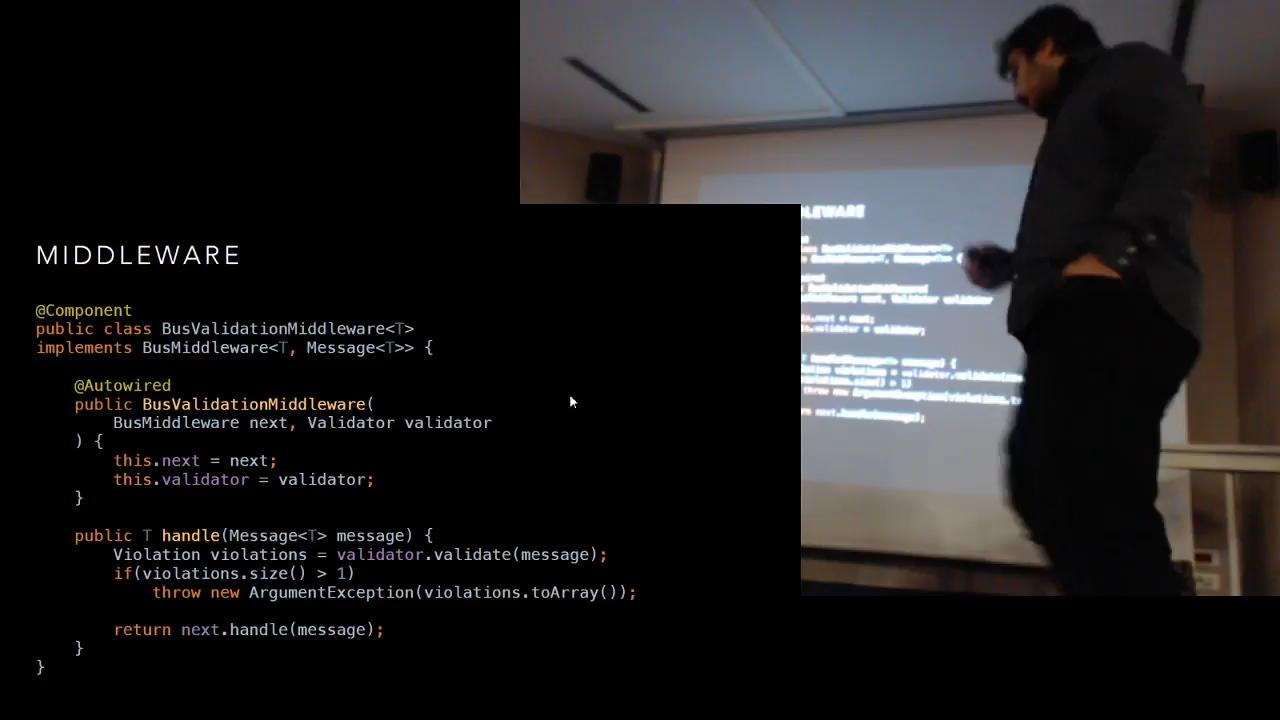 MIDDLEWARE
@Component
public class BusValidationMiddleware<T>
implements BusMiddleware<T, Message<T>> {
@Autowired
public BusValidationMiddleware(
BusMiddleware next, Validator validator
) {
this.next = next;
this.validator = validator;
}
public T handle(Message<T> message) {
Violation violations = validator.validate(message);
if(violations.size() > 1)
throw new ArgumentException(violations.toArray());
return next.handle(message);
}
}